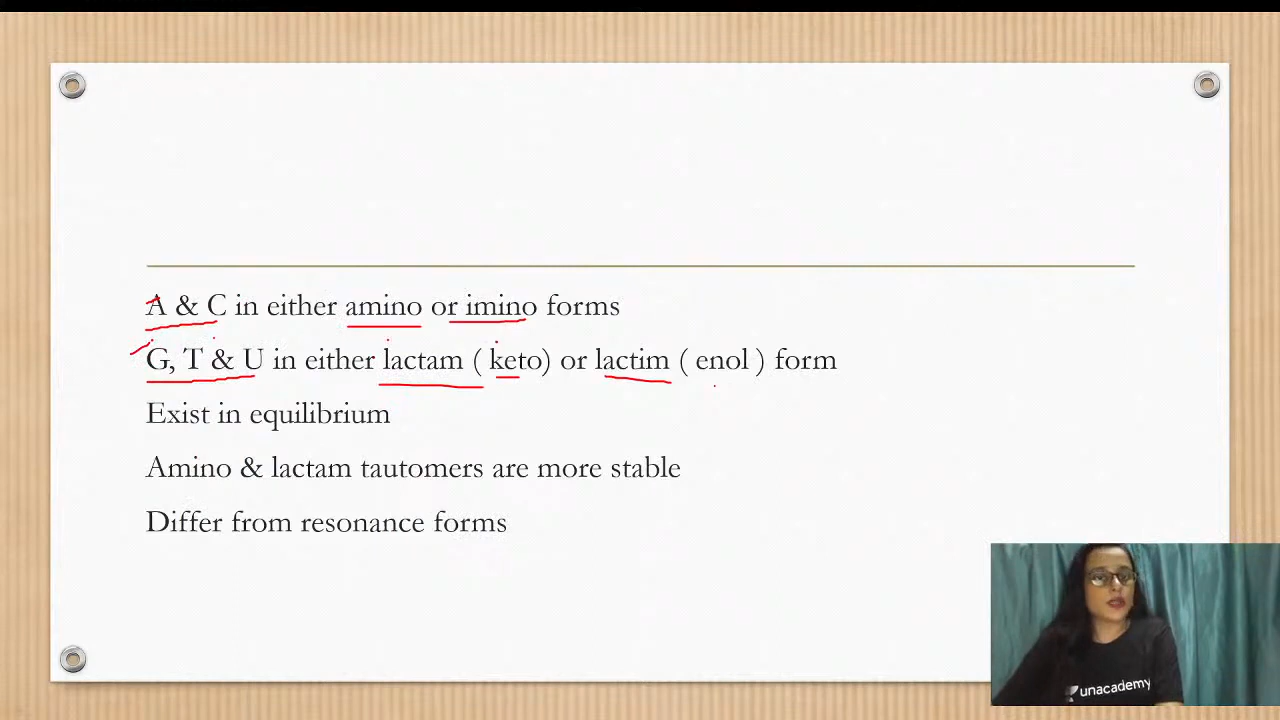 A & C in either amino or imino forms
G, T & U in either lactam ( keto) or lactim ( enol ) form
Exist in equilibrium
Amino & lactam tautomers are more stable
Differ from resonance forms
unacademy